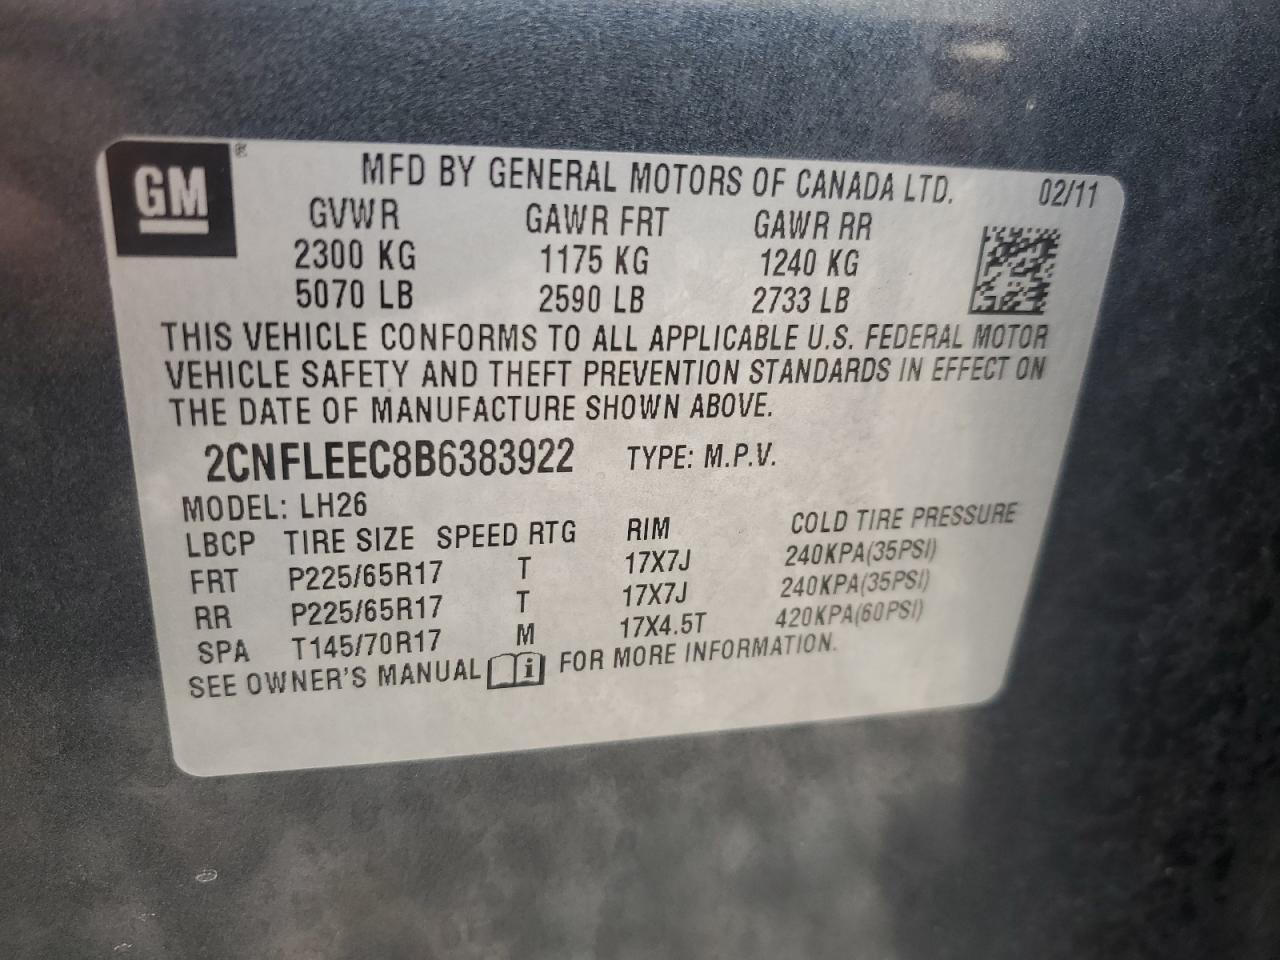 GM®
MFD BY GENERAL MOTORS OF CANADA LTD. 02/11
GVWR GAWR FRT GAWR RR
2300 KG 1175 KG 1240 KG
5070 LB 2590 LB 2733 LB
THIS VEHICLE CONFORMS TO ALL APPLICABLE U.S. FEDERAL MOTOR
VEHICLE SAFETY AND THEFT PREVENTION STANDARDS IN EFFECT ON
THE DATE OF MANUFACTURE SHOWN ABOVE.
2CNFLEEC8B6383922 TYPE: M.P.V.
MODEL: LH26
LBCP TIRE SIZE SPEED RTG RIM COLD TIRE PRESSURE
FRT P225/65R17 T 17X7J 240KPA(35PSI)
RR P225/65R17 T 17X7J 240KPA(35PSI)
SPA T145/70R17 M 17X4.5T 420KPA(60PSI)
SEE OWNER'S MANUAL i FOR MORE INFORMATION.